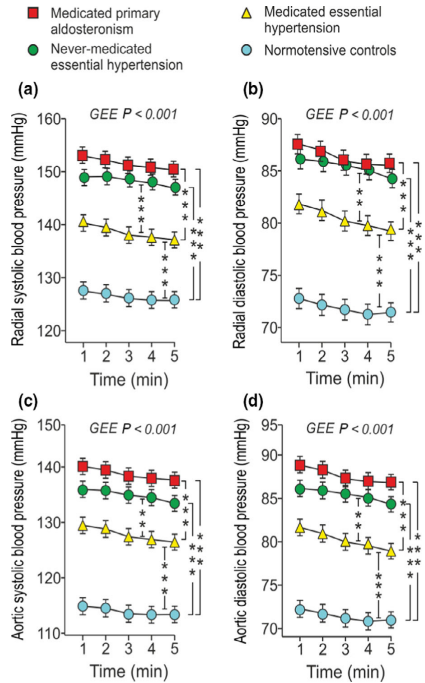 Medicated primary
aldosteronism
Never-medicated
essential hypertension
Medicated essential
hypertension
Normotensive controls
(a)
GEE P < 0.001
Radial systolic blood pressure (mmHg)
160
150
140
130
120
***
***
***
***
***
1 2 3 4 5
Time (min)
(b)
GEE P < 0.001
Radial diastolic blood pressure (mmHg)
90
85
80
75
70
***
***
***
***
***
1 2 3 4 5
Time (min)
(c)
GEE P < 0.001
Aortic systolic blood pressure (mmHg)
150
140
130
120
110
**
***
***
***
***
1 2 3 4 5
Time (min)
(d)
GEE P < 0.001
Aortic diastolic blood pressure (mmHg)
90
85
80
75
70
***
***
***
***
***
1 2 3 4 5
Time (min)